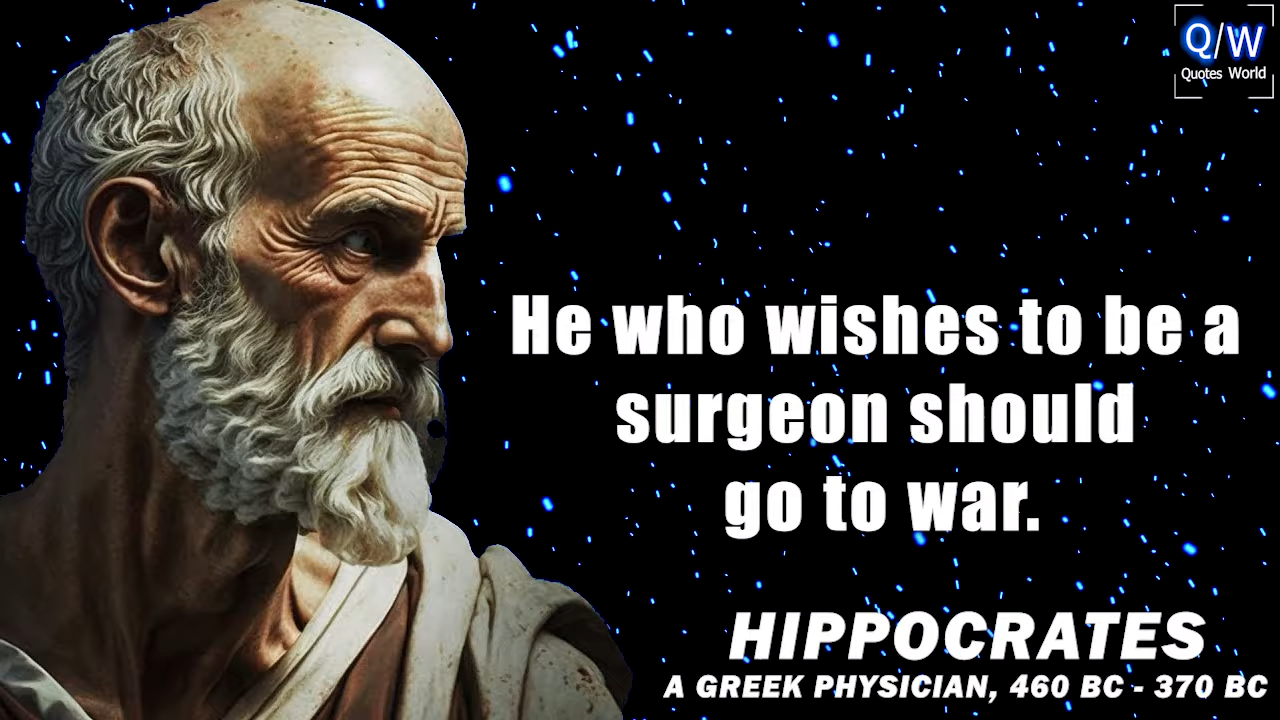 Q/W
Quotes World
He who wishes to be a
surgeon should
go to war.
HIPPOCRATES
A GREEK PHYSICIAN, 460 BC - 370 BC